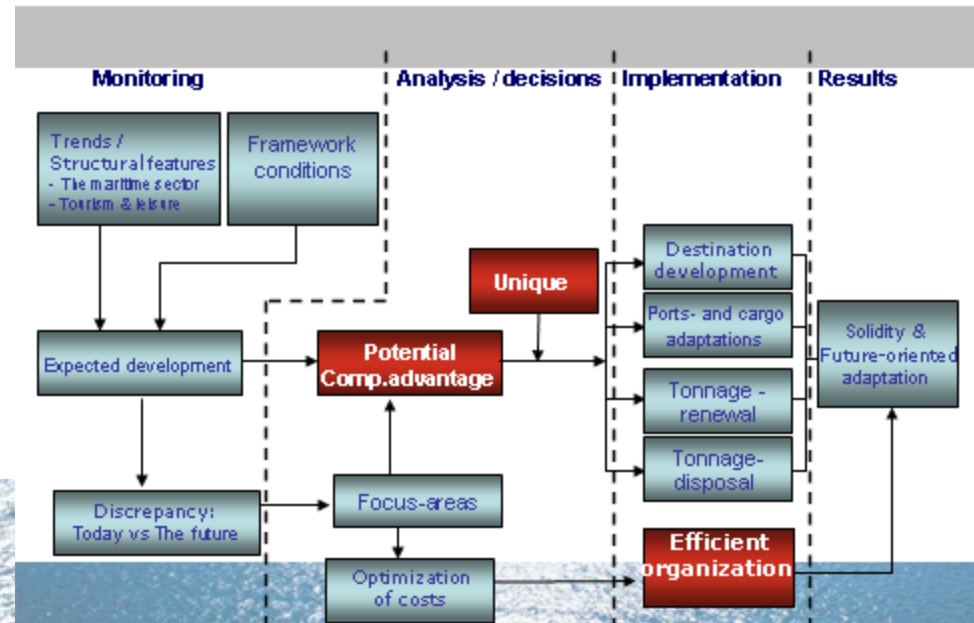 Monitoring
Analysis / decisions
Implementation
Results
Trends /
Structural features
- The maritime sector
- Tourism & leisure
Framework
conditions
Unique
Destination
development
Ports- and cargo
adaptations
Expected development
Potential
Comp.advantage
Solidity &
Future-oriented
adaptation
Tonnage -
renewal
Tonnage-
disposal
Discrepancy:
Today vs The future
Focus-areas
Optimization
of costs
Efficient
organization